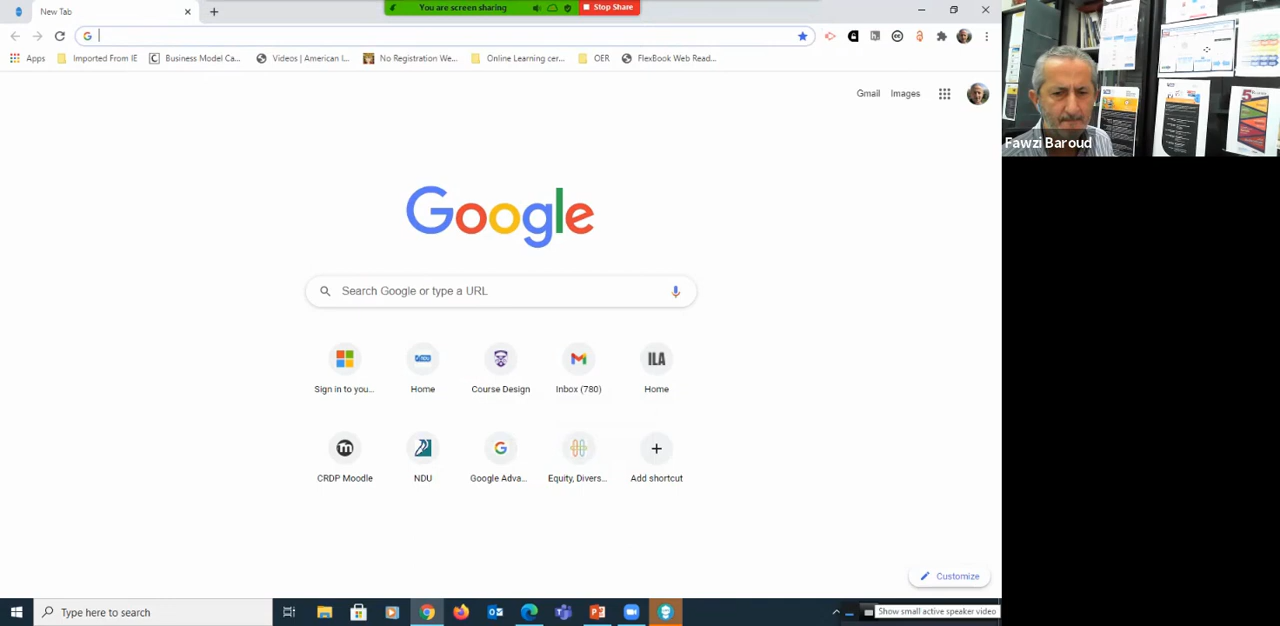 New Tab
You are screen sharing
Stop Share
Apps
Imported From IE
Business Model Ca...
Videos | American I...
No Registration We...
Online Learning cer...
OER
FlexBook Web Read...
Gmail
Images
Google
Search Google or type a URL
Sign in to you...
Home
Course Design
Inbox (780)
ILA
Home
CRDP Moodle
NDU
Google Adva...
Equity, Divers...
Add shortcut
Customize
Type here to search
Show small active speaker video
Fawzi Baroud